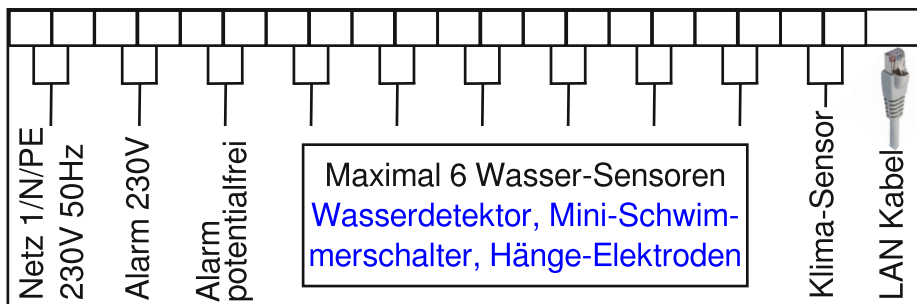 Netz 1/N/PE
230V 50Hz
Alarm 230V
Alarm
potentialfrei
Maximal 6 Wasser-Sensoren
Wasserdetektor, Mini-Schwim-
merschalter, Hänge-Elektroden
Klima-Sensor
LAN Kabel